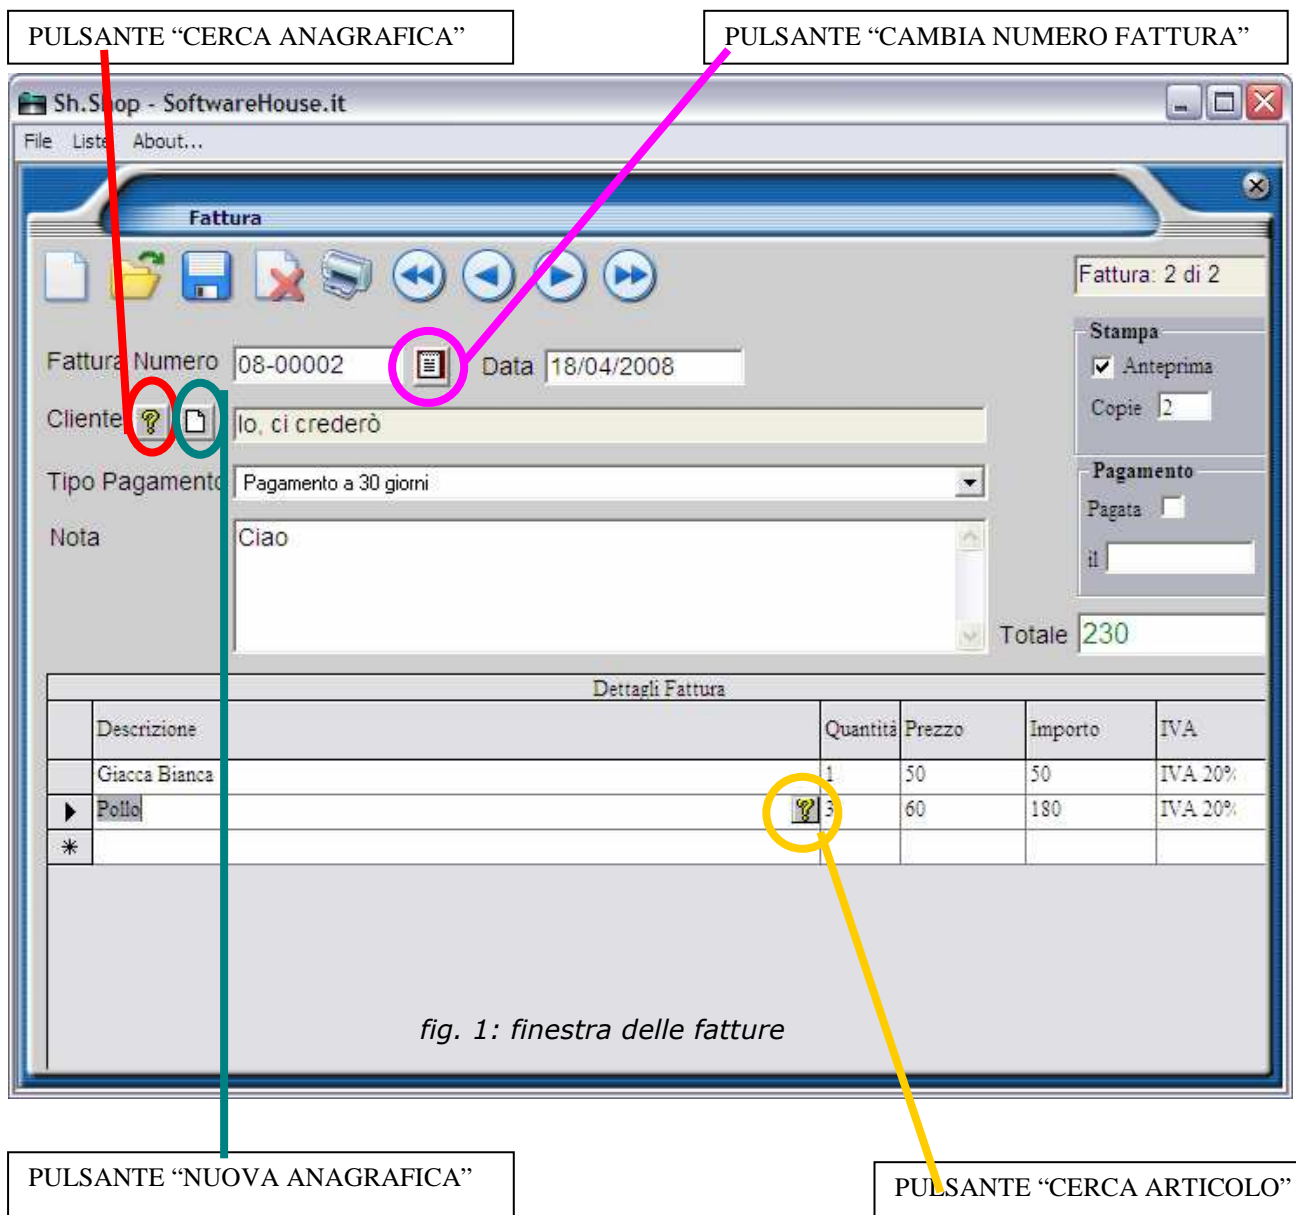 PULSANTE “CERCA ANAGRAFICA”
PULSANTE “CAMBIA NUMERO FATTURA”
Sh.Shop - SoftwareHouse.it
File Liste About...
Fattura
Fattura: 2 di 2
Fattura Numero 08-00002 Data 18/04/2008
Stampa
Anteprima
Copie 2
Cliente Io, ci crederò
Tipo Pagamento Pagamento a 30 giorni
Pagamento
Pagata
il
Nota Ciao
Totale 230
Dettagli Fattura
Descrizione Quantità Prezzo Importo IVA
Giacca Bianca 1 50 50 IVA 20%
Pollo 3 60 180 IVA 20%
fig. 1: finestra delle fatture
PULSANTE “NUOVA ANAGRAFICA”
PULSANTE “CERCA ARTICOLO”